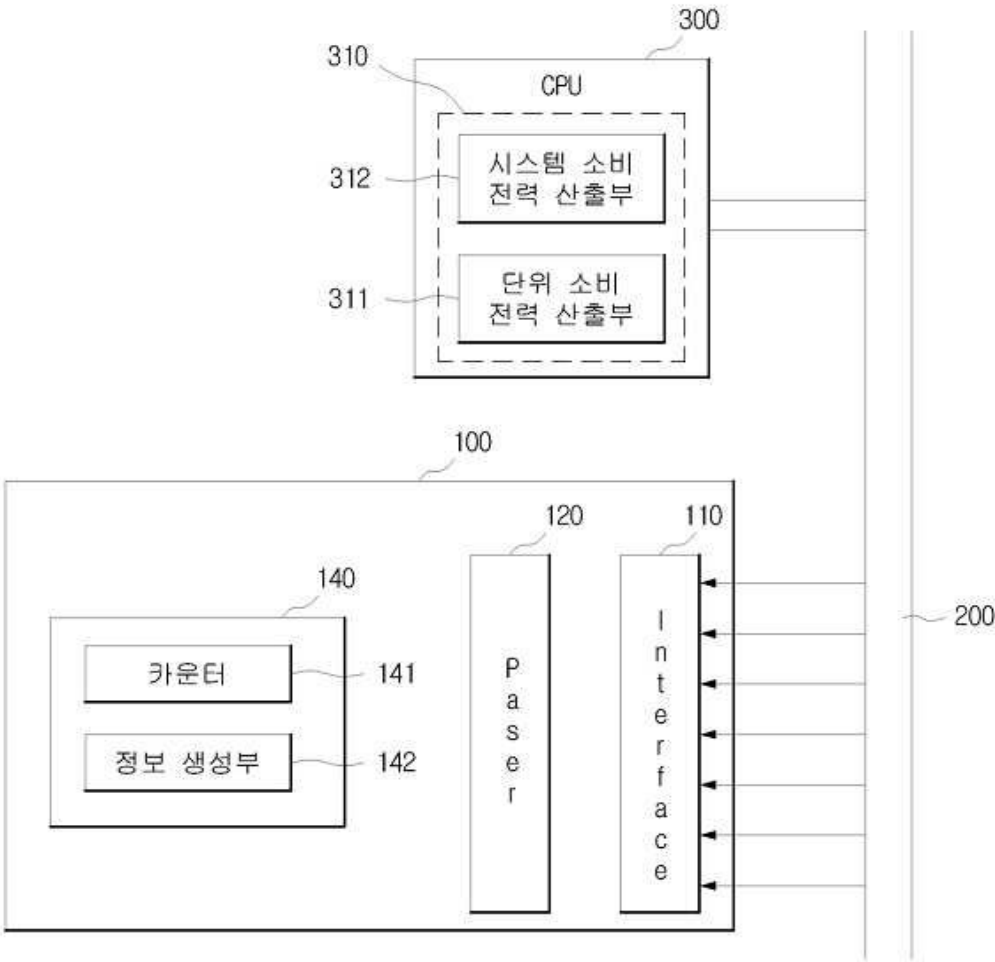 300
310
CPU
시스템 소비
전력 산출부
312
단위 소비
전력 산출부
311
100
120
110
140
200
카운터
141
정보 생성부
142
Paser
Interface